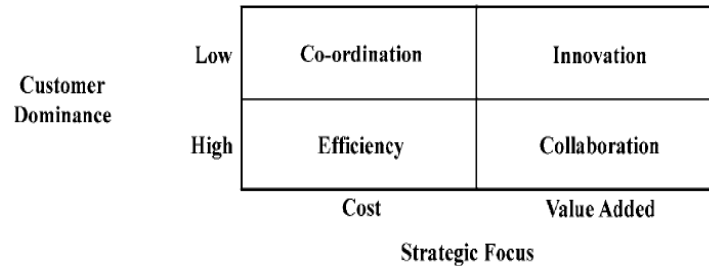 Customer
Dominance
Low
Co-ordination
Innovation
High
Efficiency
Collaboration
Cost
Value Added
Strategic Focus